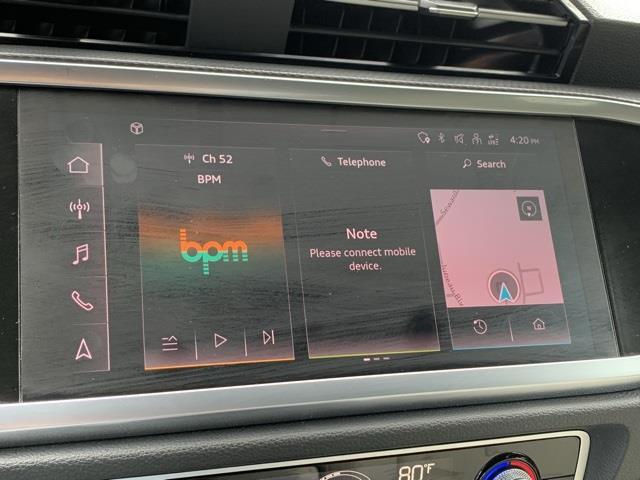 4:20 PM
Ch 52
BPM
bpm
Telephone
Note
Please connect mobile
device.
Search
N
80°F